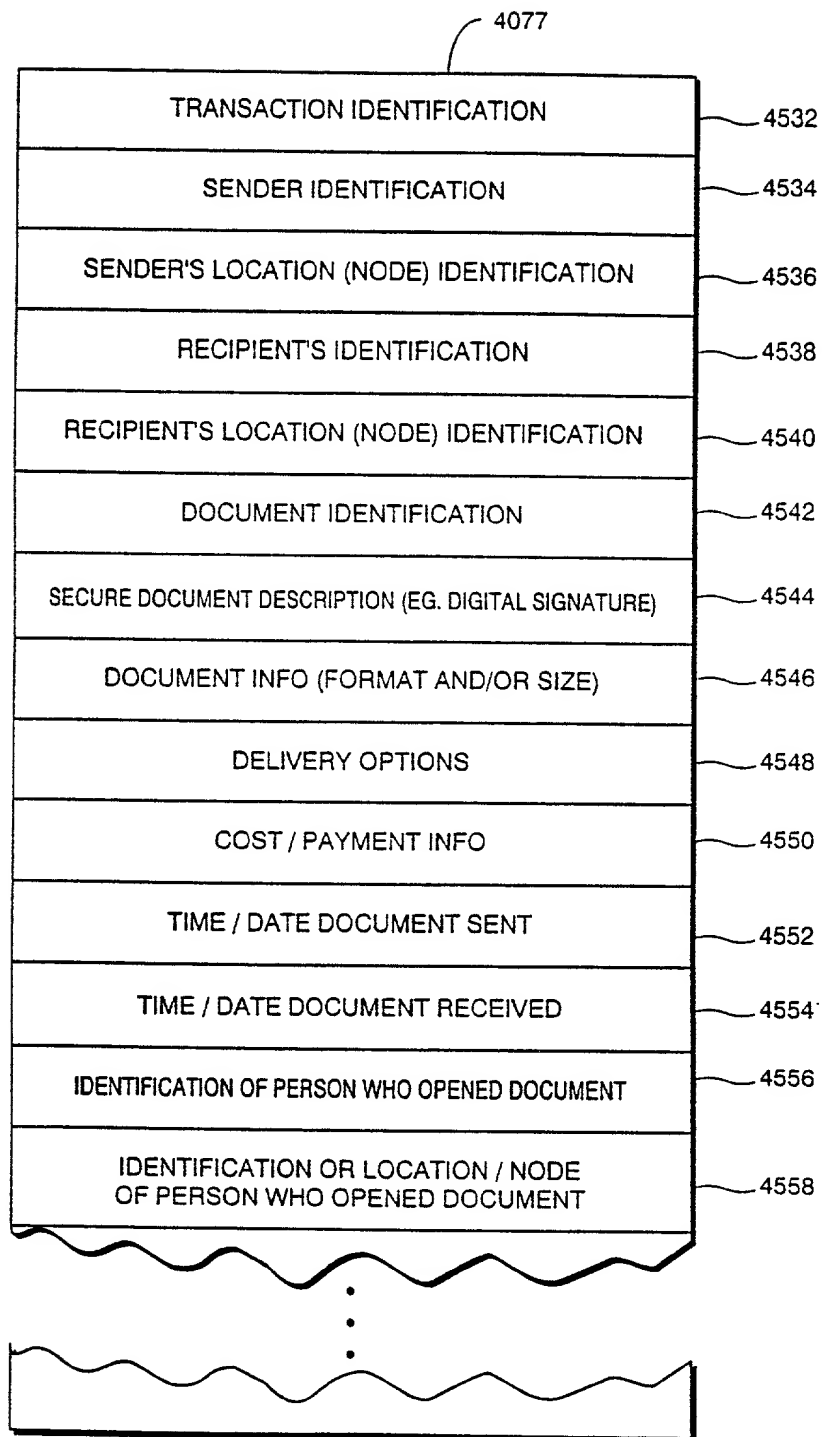 4077
TRANSACTION IDENTIFICATION 4532
SENDER IDENTIFICATION 4534
SENDER'S LOCATION (NODE) IDENTIFICATION 4536
RECIPIENT'S IDENTIFICATION 4538
RECIPIENT'S LOCATION (NODE) IDENTIFICATION 4540
DOCUMENT IDENTIFICATION 4542
SECURE DOCUMENT DESCRIPTION (EG. DIGITAL SIGNATURE) 4544
DOCUMENT INFO (FORMAT AND/OR SIZE) 4546
DELIVERY OPTIONS 4548
COST / PAYMENT INFO 4550
TIME / DATE DOCUMENT SENT 4552
TIME / DATE DOCUMENT RECEIVED 4554
IDENTIFICATION OF PERSON WHO OPENED DOCUMENT 4556
IDENTIFICATION OR LOCATION / NODE
OF PERSON WHO OPENED DOCUMENT 4558